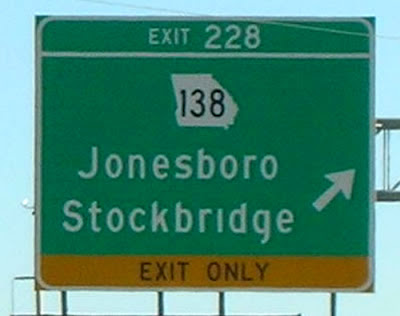 EXIT 228
138
Jonesboro
Stockbridge
EXIT ONLY